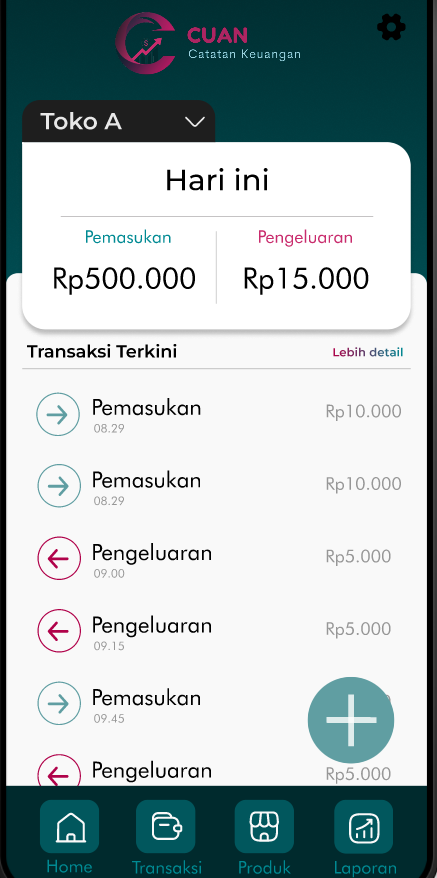 CUAN
Catatan Keuangan
Toko A
Hari ini
Pemasukan
Pengeluaran
Rp500.000
Rp15.000
Transaksi Terkini
Lebih detail
Pemasukan
Rp10.000
08.29
Pemasukan
Rp10.000
08.29
Pengeluaran
Rp5.000
09.00
Pengeluaran
Rp5.000
09.15
Pemasukan
09.45
Pengeluaran
Rp5.000
Home
Transaksi
Produk
Laporan